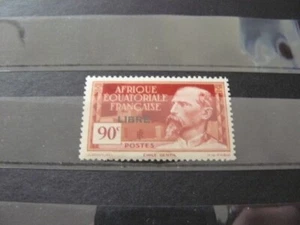 AFRIQUE
ÉQUATORIALE
FRANÇAISE
LIBRE
90c
POSTES